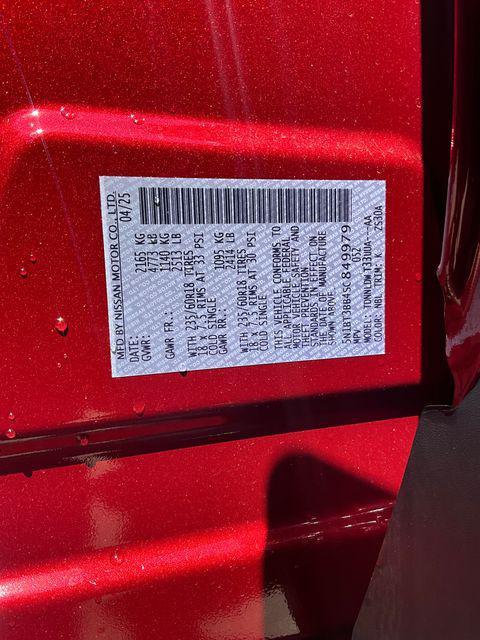 MFD BY NISSAN MOTOR CO., LTD.
DATE: 04/25
GVWR: 2165 KG
4773 LB
GAWR FR.: 1140 KG
2513 LB
WITH 235/60R18 TIRES
18 x 7.5 RIMS AT 33 PSI
COLD SINGLE
GAWR RR.: 1095 KG
2414 LB
WITH 235/60R18 TIRES
18 x 7.5 RIMS AT 30 PSI
COLD SINGLE
THIS VEHICLE CONFORMS TO
ALL APPLICABLE FEDERAL
MOTOR VEHICLE SAFETY AND
THEFT PREVENTION
STANDARDS IN EFFECT ON
THE DATE OF MANUFACTURE
SHOWN ABOVE.
849979
MPV 052
COLOR: NBL TRIM: K 2S30A